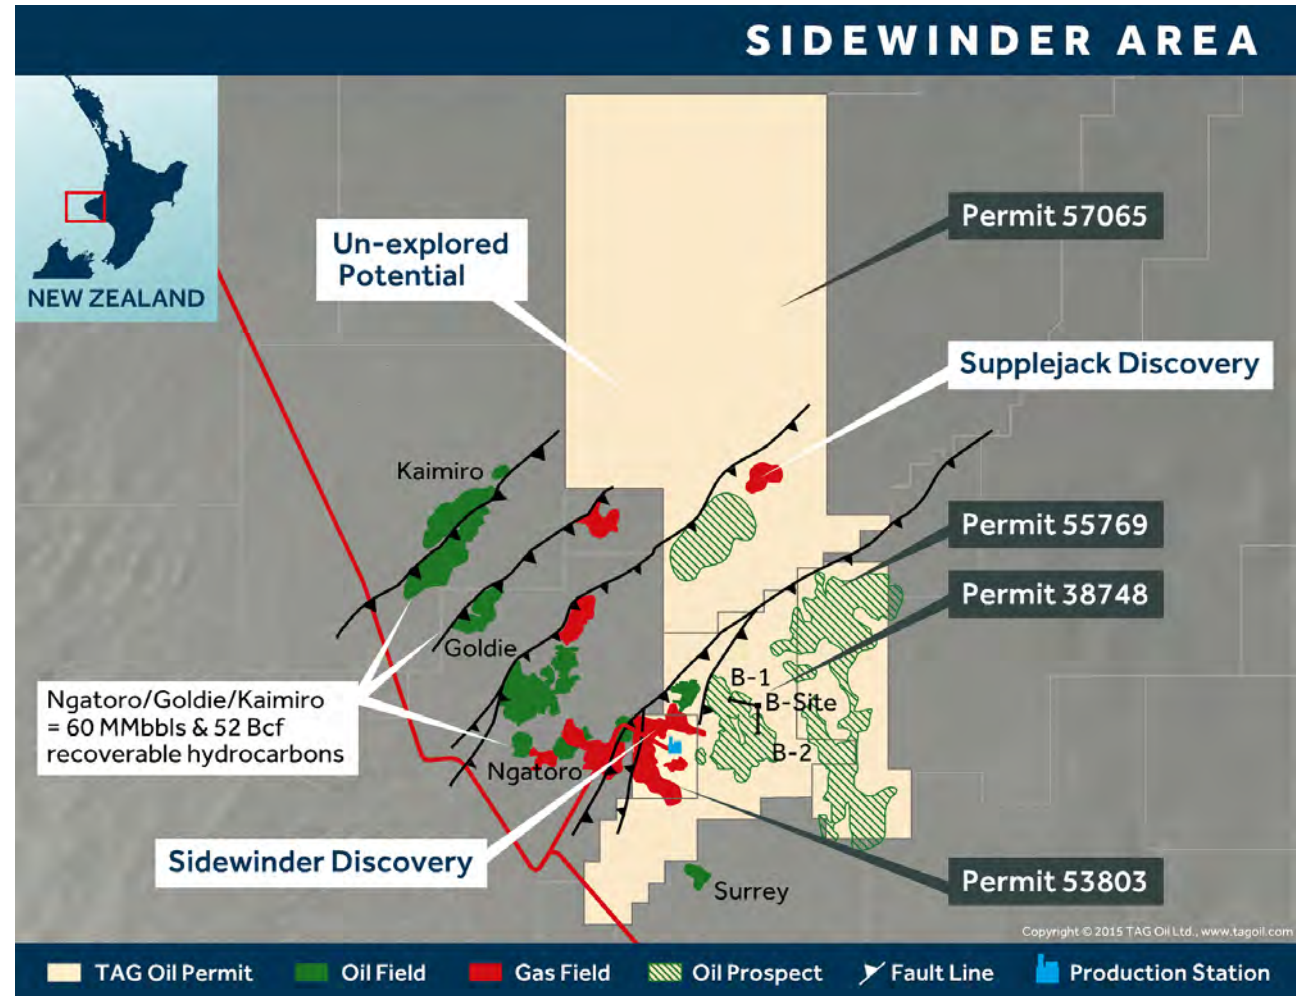 SIDEWINDER AREA
NEW ZEALAND
Un-explored
Potential
Permit 57065
Supplejack Discovery
Kaimiro
Permit 55769
Permit 38748
Goldie
B-1
B-Site
B-2
Ngatoro/Goldie/Kaimiro
= 60 MMbbls & 52 Bcf
recoverable hydrocarbons
Ngatoro
Sidewinder Discovery
Surrey
Permit 53803
Copyright © 2015 TAG Oil Ltd., www.tagoil.com
TAG Oil Permit
Oil Field
Gas Field
Oil Prospect
Fault Line
Production Station